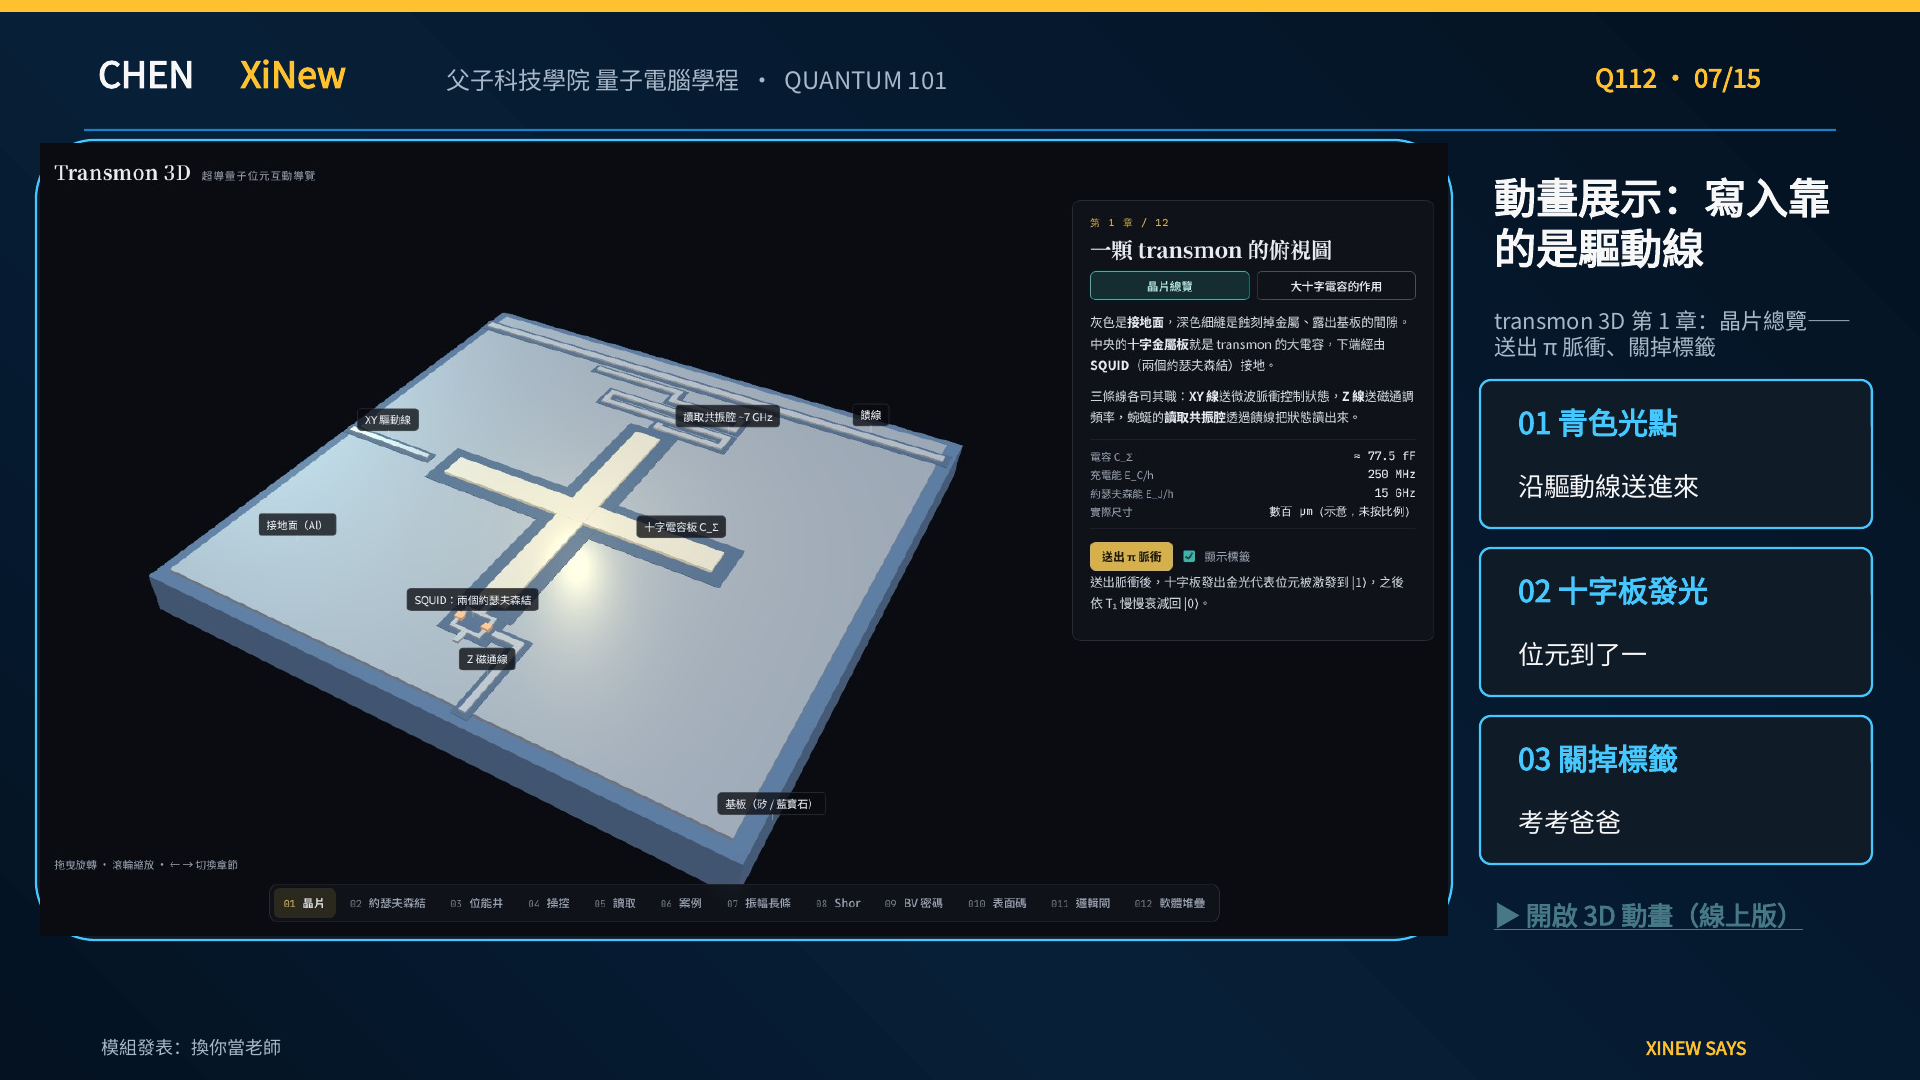 CHEN XiNew 父子科技學院 量子電腦學程 • QUANTUM 101
Q112 • 07/15
Transmon 3D 超導量子位元互動導覽
XY 驅動線
讀取共振腔 ~7 GHz
饋線
接地面（Al）
十字電容板 C_Σ
SQUID：兩個約瑟夫森結
Z 磁通線
基板（矽 / 藍寶石）
拖曳旋轉 • 滾輪縮放 • ←→ 切換章節
第 1 章 / 12
一顆 transmon 的俯視圖
晶片總覽
大十字電容的作用
灰色是接地面，深色細縫是蝕刻掉金屬、露出基板的間隙。
中央的十字金屬板就是 transmon 的大電容，下端經由
SQUID（兩個約瑟夫森結）接地。
三條線各司其職：XY 線送微波脈衝控制狀態，Z 線送磁通調
頻率，蜿蜒的讀取共振腔透過饋線把狀態讀出來。
電容 C_Σ ≈ 77.5 fF
充電能 E_C/h 250 MHz
約瑟夫森能 E_J/h 15 GHz
實際尺寸 數百 μm（示意，未按比例）
送出 π 脈衝 顯示標籤
送出脈衝後，十字板發出金光代表位元被激發到 |1⟩，之後
依 T₁ 慢慢衰減回 |0⟩。
01 晶片 02 約瑟夫森結 03 位能井 04 操控 05 讀取 06 案例 07 振幅長條 08 Shor 09 BV 密碼 010 表面碼 011 邏輯閘 012 軟體堆疊
動畫展示：寫入靠
的是驅動線
transmon 3D 第 1 章：晶片總覽——
送出 π 脈衝、關掉標籤
01 青色光點
沿驅動線送進來
02 十字板發光
位元到了一
03 關掉標籤
考考爸爸
▶ 開啟 3D 動畫（線上版）
模組發表：換你當老師
XINEW SAYS